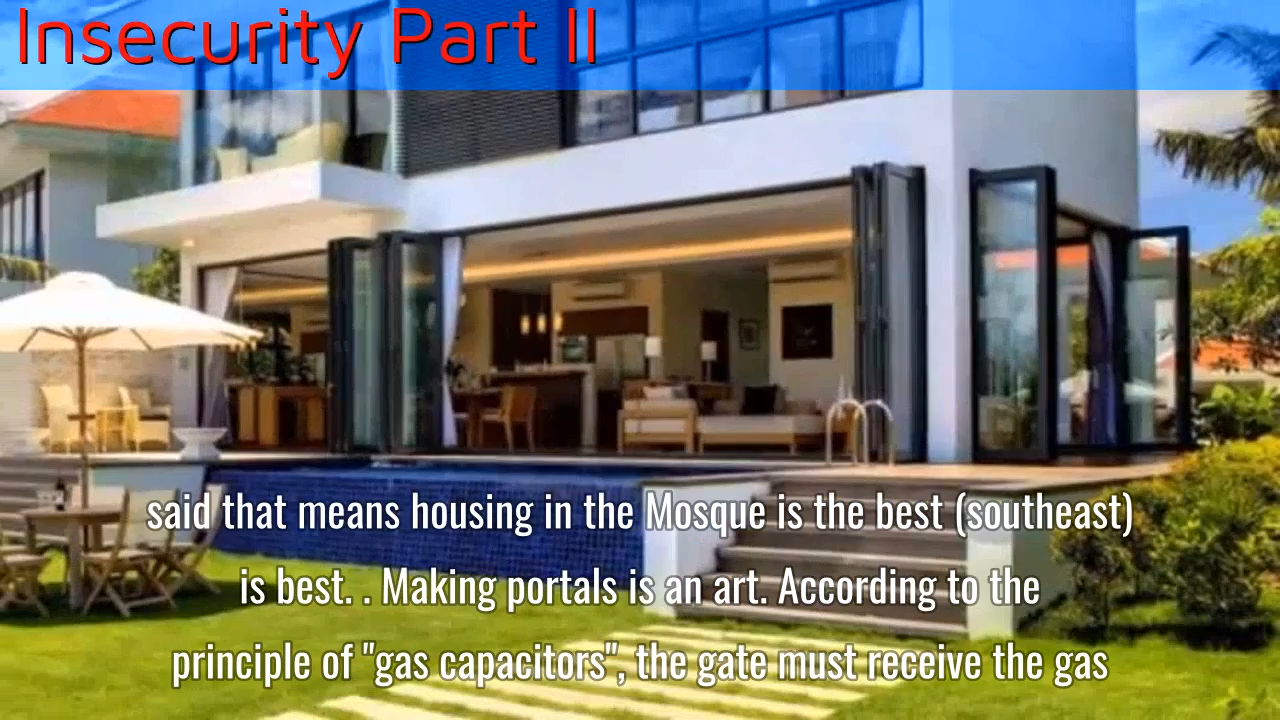 Insecurity Part II
said that means housing in the Mosque is the best (southeast)
is best. . Making portals is an art. According to the
principle of "gas capacitors", the gate must receive the gas